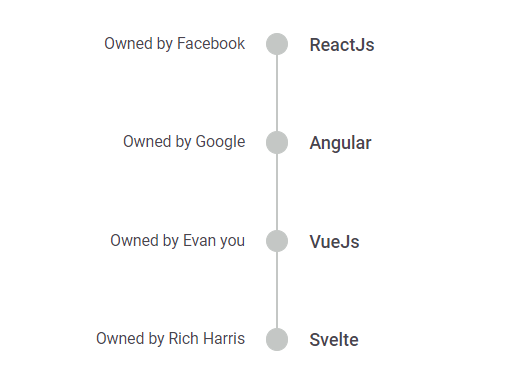 Owned by Facebook ReactJs
Owned by Google Angular
Owned by Evan you VueJs
Owned by Rich Harris Svelte